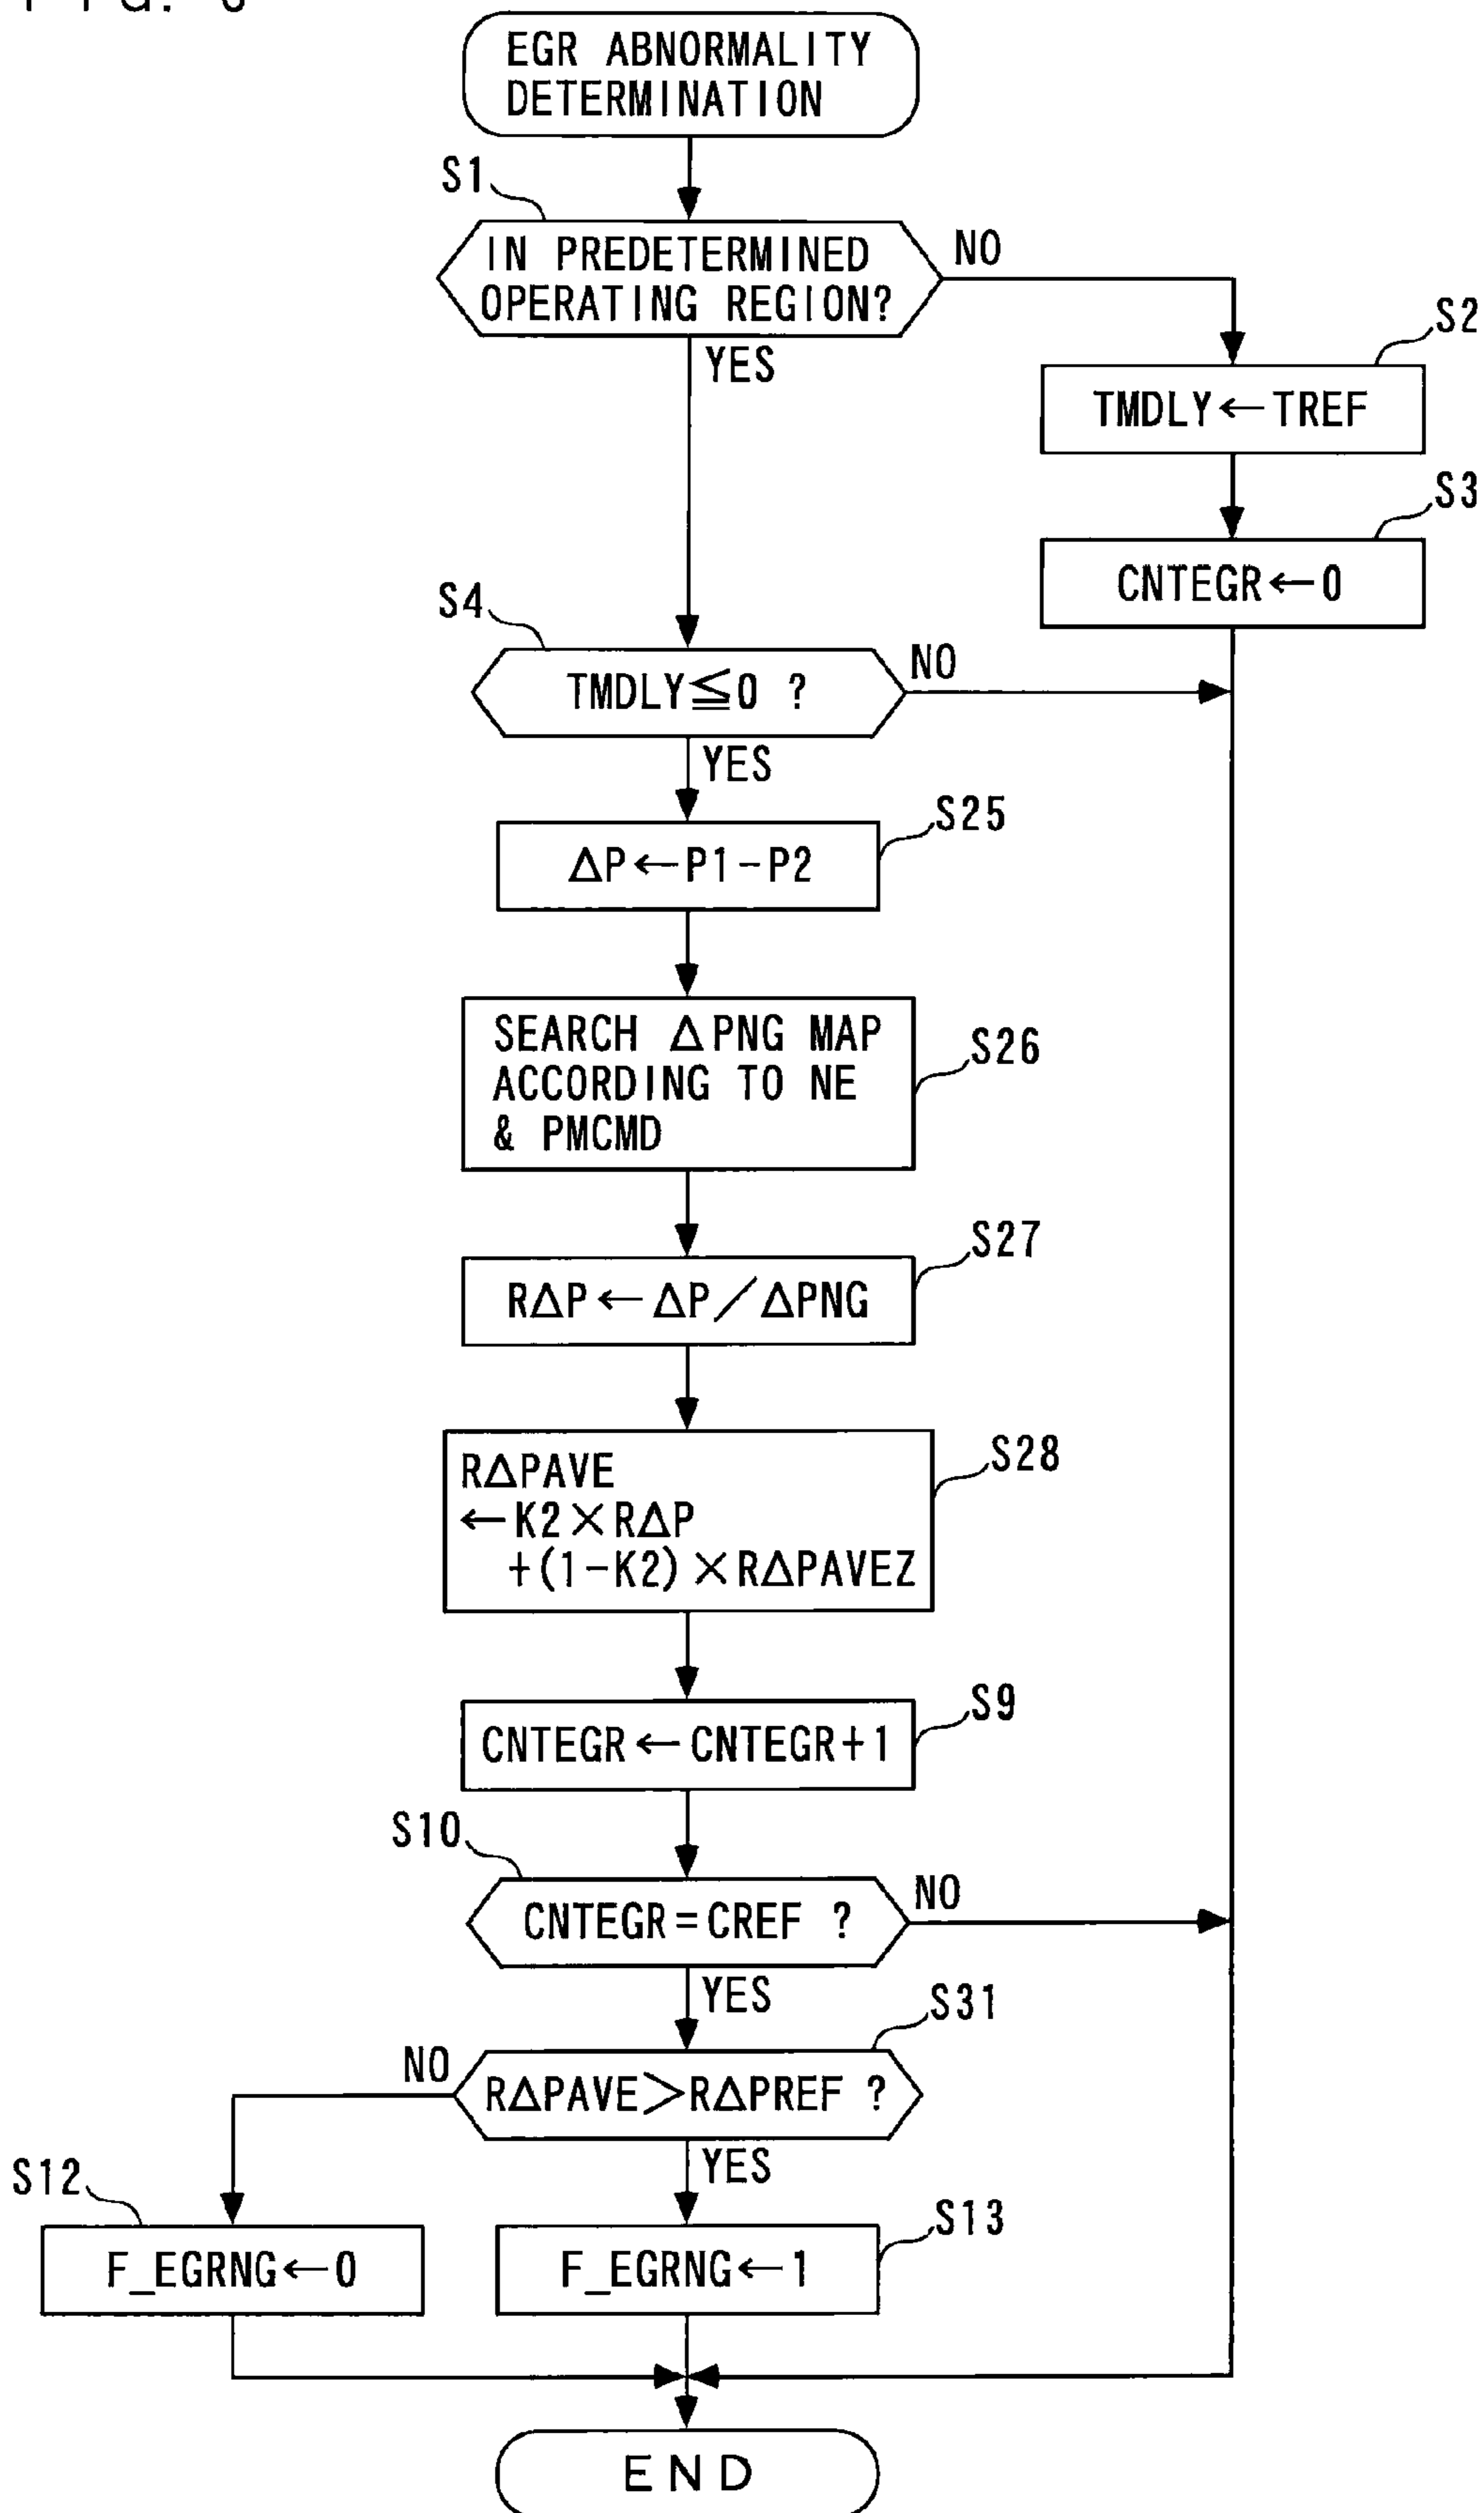 EGR ABNORMALITY
DETERMINATION
S1
IN PREDETERMINED
OPERATING REGION?
NO
YES
S2
TMDLY←TREF
S3
CNTEGR←0
S4
TMDLY≦0 ?
NO
YES
S25
ΔP←P1-P2
S26
SEARCH ΔPNG MAP
ACCORDING TO NE
& PMCMD
S27
RΔP←ΔP/ΔPNG
S28
RΔPAVE
←K2×RΔP
+(1-K2)×RΔPAVEZ
S9
CNTEGR←CNTEGR+1
S10
CNTEGR=CREF ?
NO
YES
S31
RΔPAVE>RΔPREF ?
NO
YES
S12
F_EGRNG←0
S13
F_EGRNG←1
END